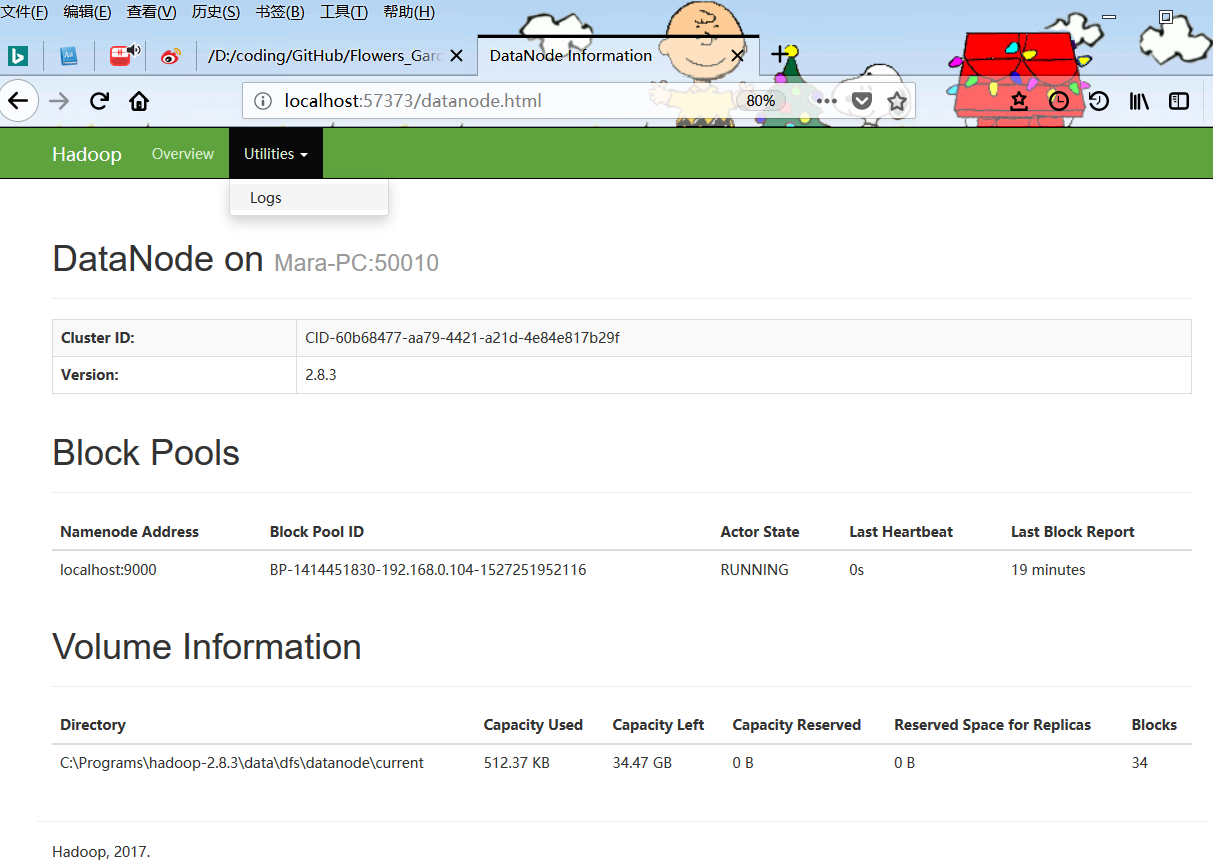 文件(F) 编辑(E) 查看(V) 历史(S) 书签(B) 工具(T) 帮助(H)
/D:/coding/GitHub/Flowers_Gard DataNode Information
localhost:57373/datanode.html 80%
Hadoop Overview Utilities
Logs
DataNode on Mara-PC:50010
Cluster ID: CID-60b68477-aa79-4421-a21d-4e84e817b29f
Version: 2.8.3
Block Pools
Namenode Address Block Pool ID Actor State Last Heartbeat Last Block Report
localhost:9000 BP-1414451830-192.168.0.104-1527251952116 RUNNING 0s 19 minutes
Volume Information
Directory Capacity Used Capacity Left Capacity Reserved Reserved Space for Replicas Blocks
C:\Programs\hadoop-2.8.3\data\dfs\datanode\current 512.37 KB 34.47 GB 0 B 0 B 34
Hadoop, 2017.